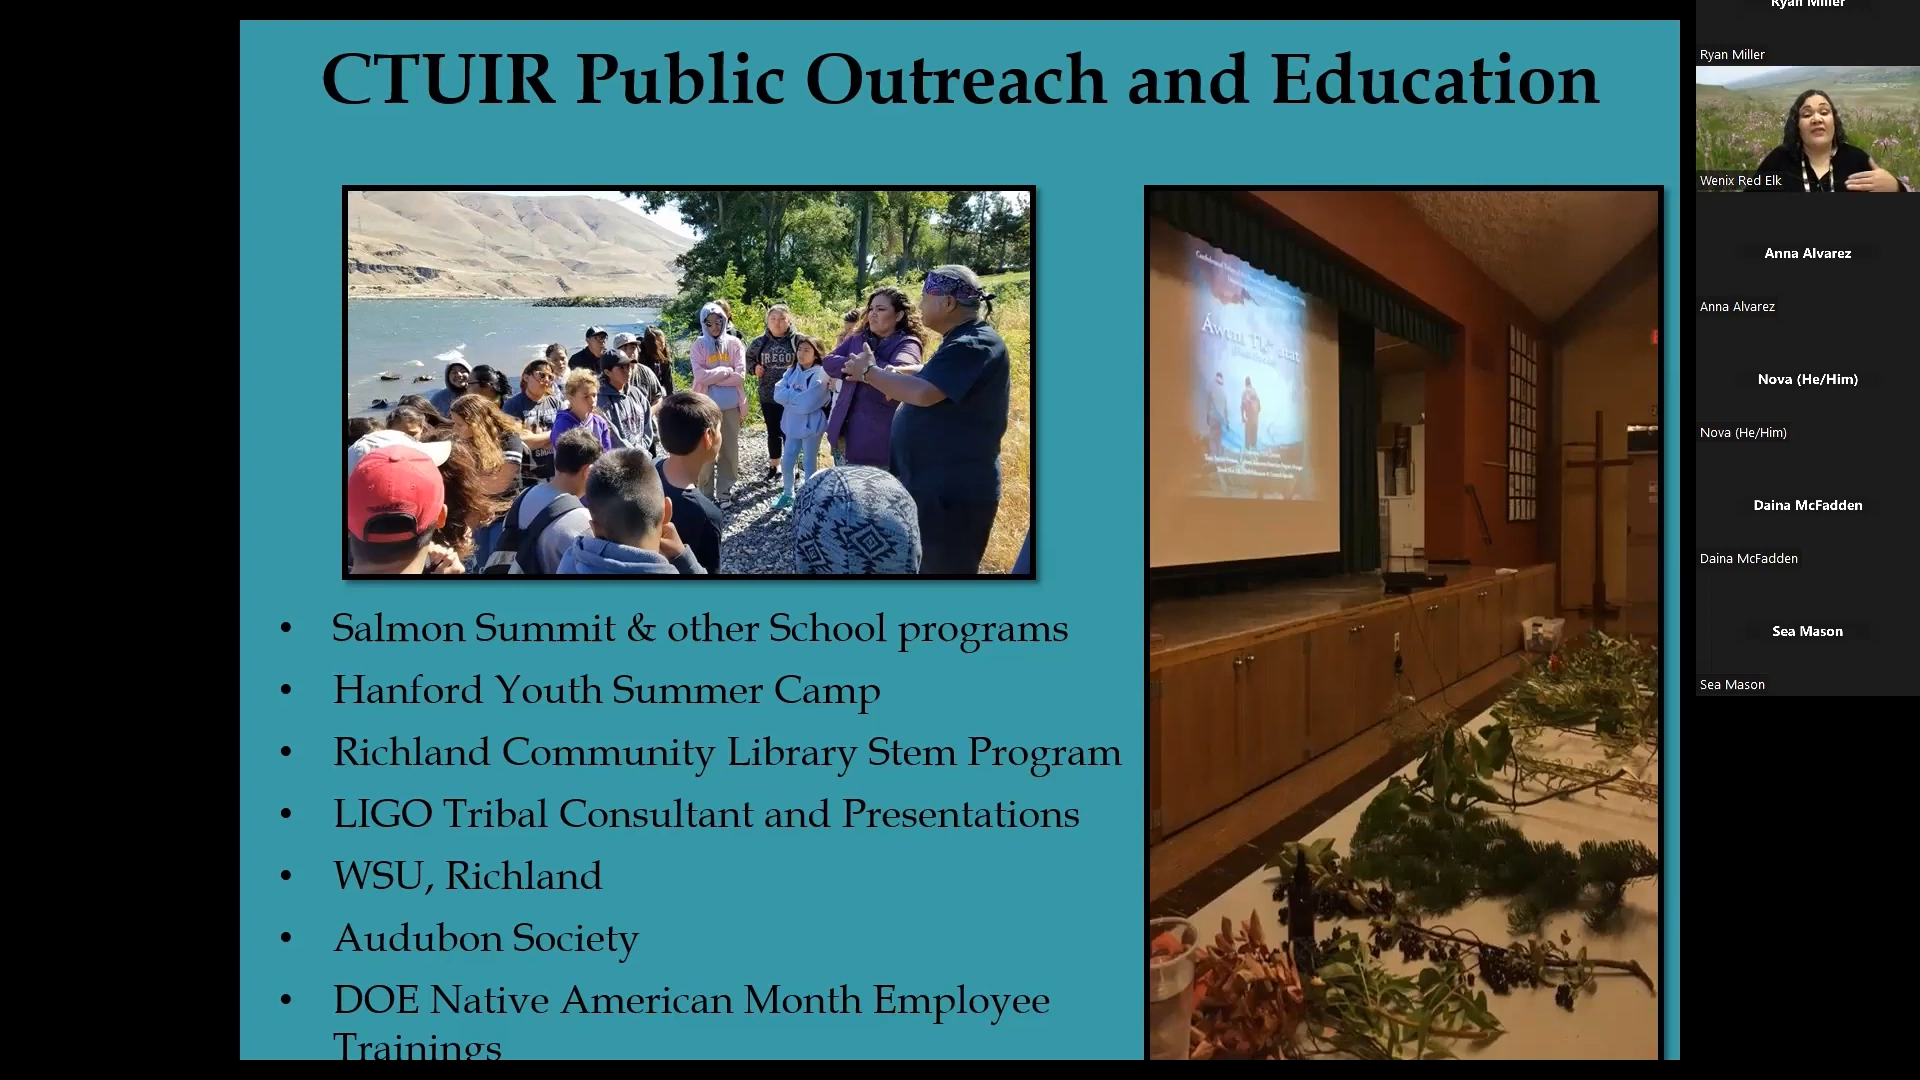 CTUIR Public Outreach and Education
• Salmon Summit & other School programs
• Hanford Youth Summer Camp
• Richland Community Library Stem Program
• LIGO Tribal Consultant and Presentations
• WSU, Richland
• Audubon Society
• DOE Native American Month Employee
Trainings
OREGON
Ryan Miller
Ryan Miller
Wenix Red Elk
Anna Alvarez
Anna Alvarez
Nova (He/Him)
Nova (He/Him)
Daina McFadden
Daina McFadden
Sea Mason
Sea Mason